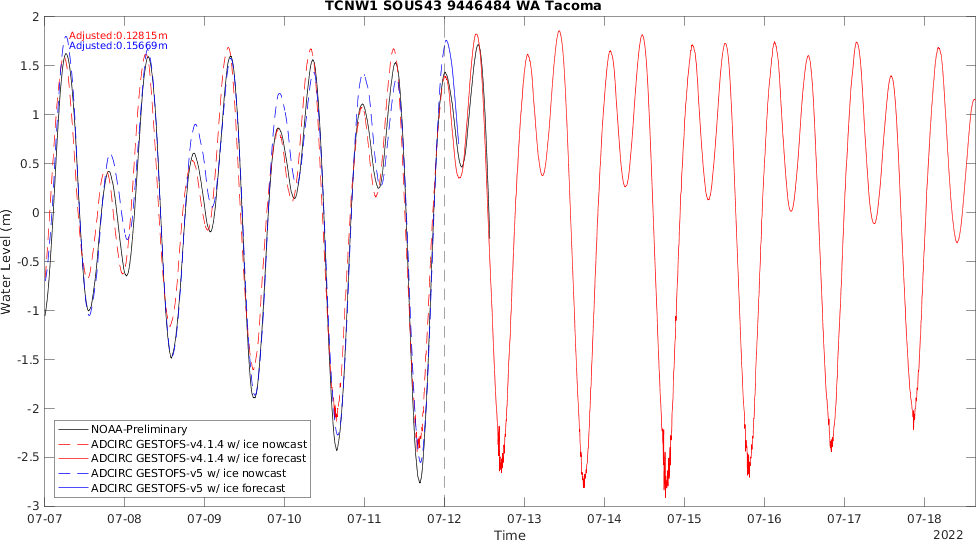 TCNW1 SOUS43 9446484 WA Tacoma
Adjusted:0.12815m
Adjusted:0.15669m
2
1.5
1
0.5
0
-0.5
-1
-1.5
-2
-2.5
-3
Water Level (m)
NOAA-Preliminary
ADCIRC GESTOFS-v4.1.4 w/ ice nowcast
ADCIRC GESTOFS-v4.1.4 w/ ice forecast
ADCIRC GESTOFS-v5 w/ ice nowcast
ADCIRC GESTOFS-v5 w/ ice forecast
07-07 07-08 07-09 07-10 07-11 07-12 07-13 07-14 07-15 07-16 07-17 07-18
Time
2022